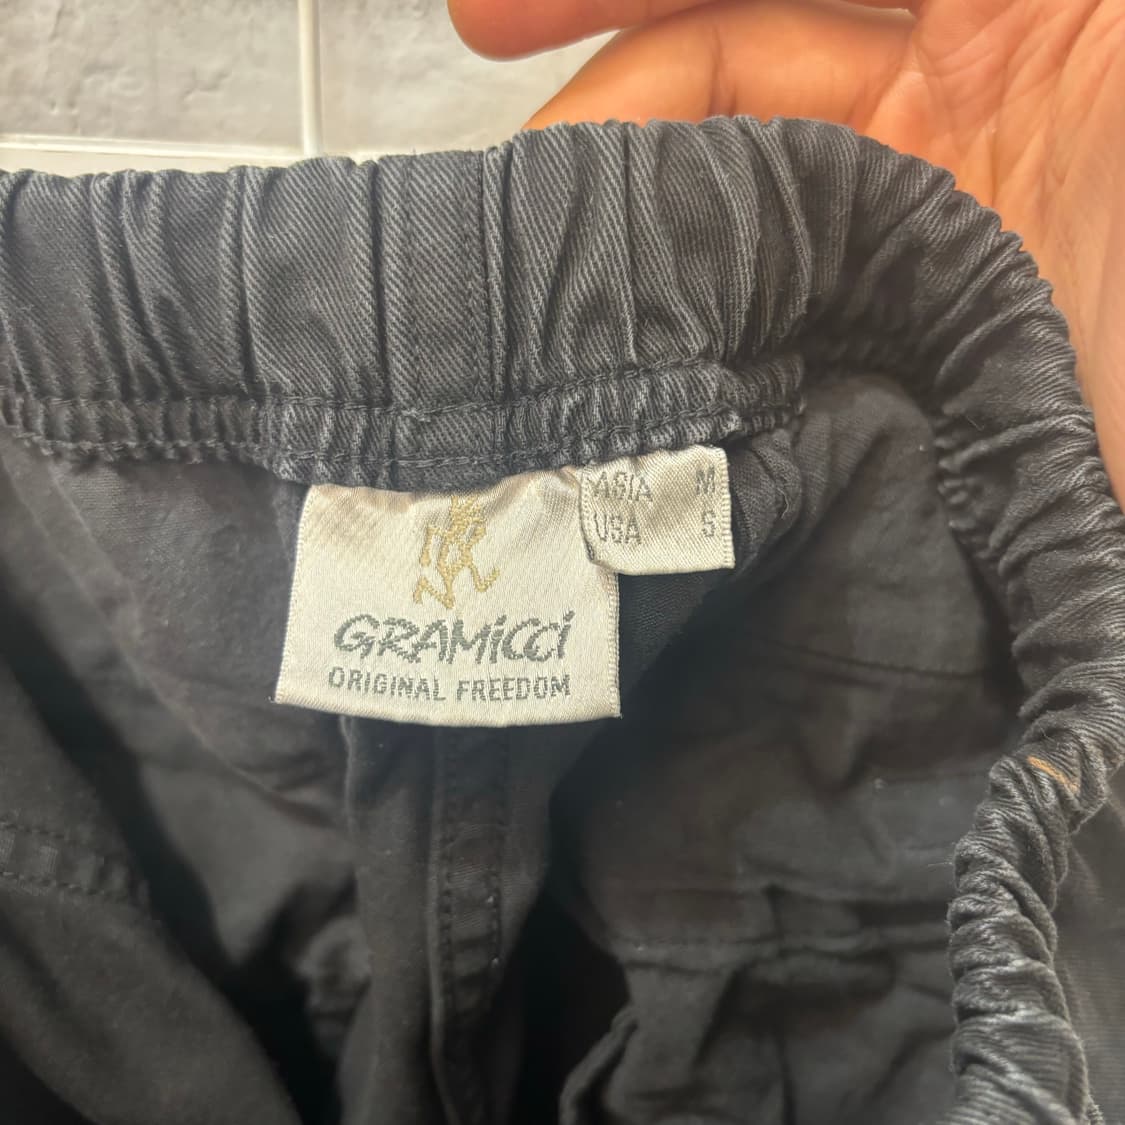 GRAMiCCi
ORIGINAL FREEDOM
ASIA M
USA S